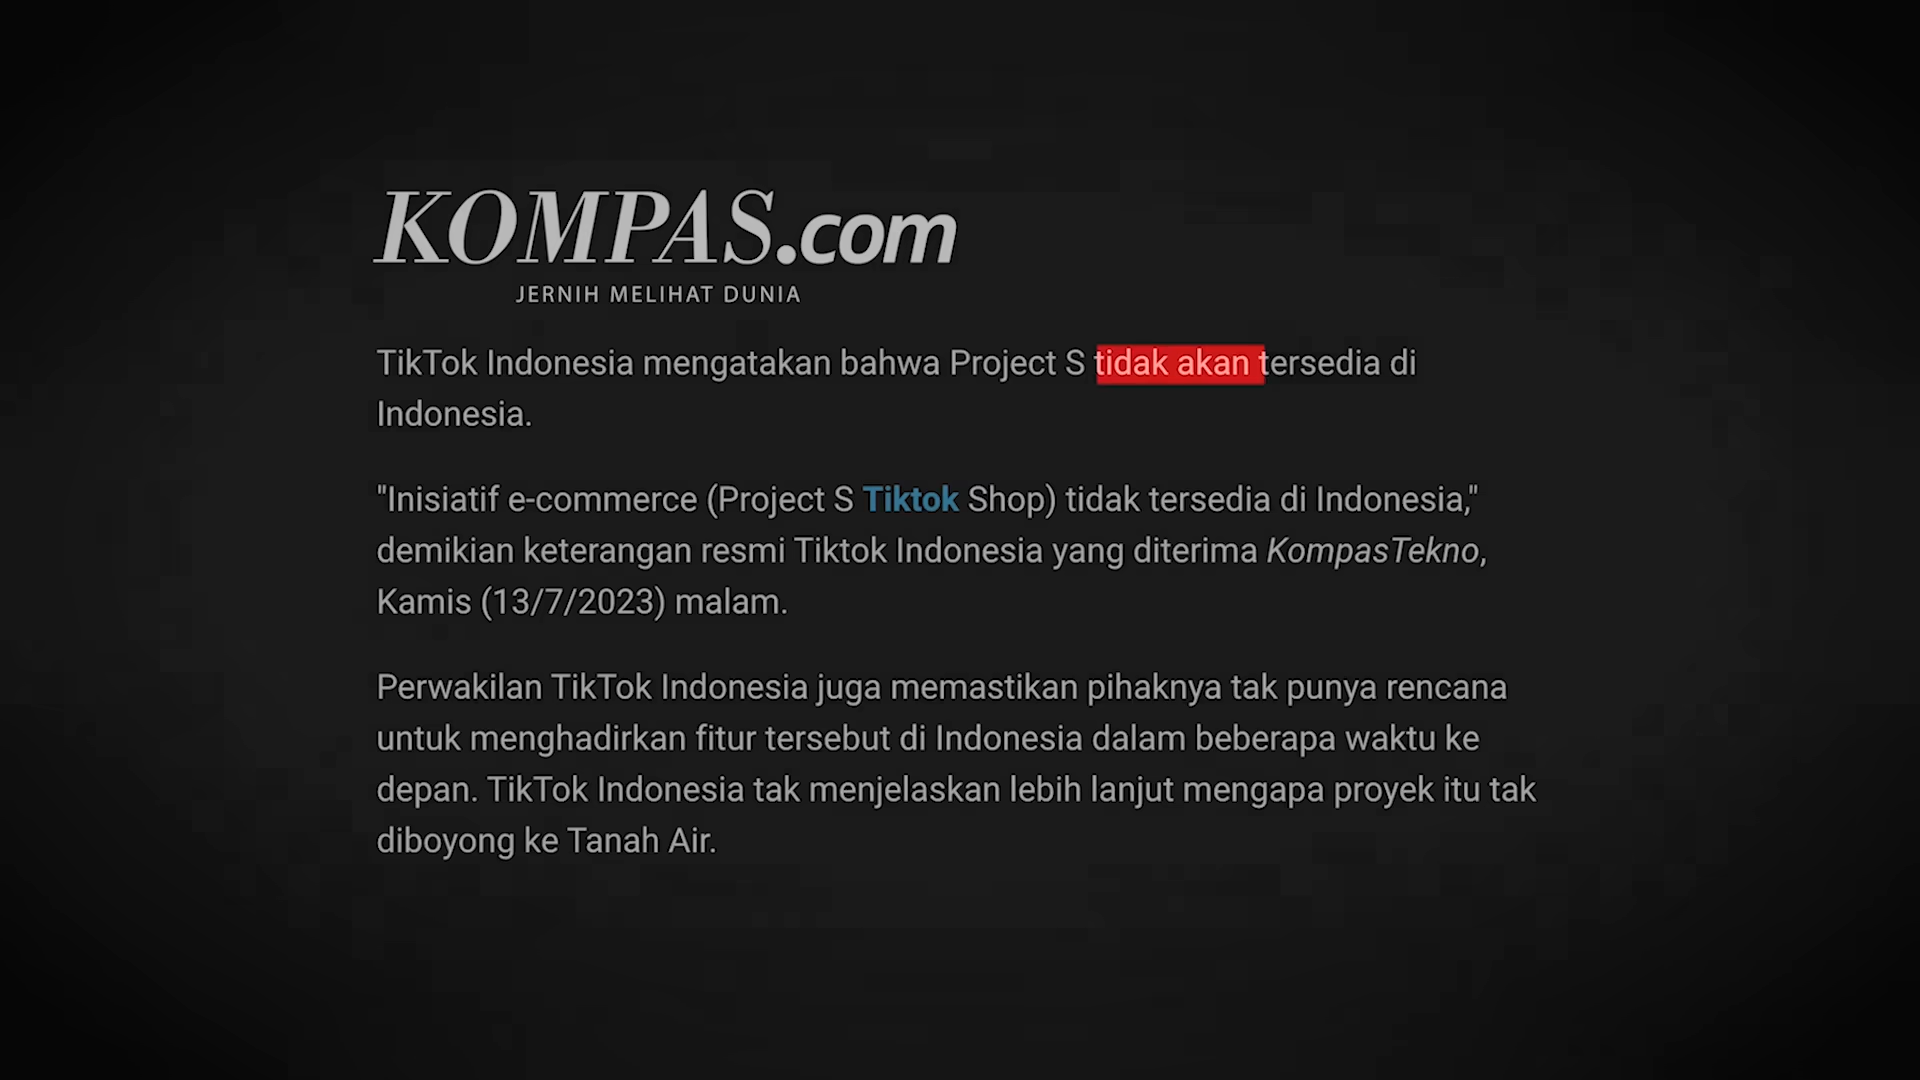 KOMPAS.com
JERNIH MELIHAT DUNIA
TikTok Indonesia mengatakan bahwa Project S tidak akan tersedia di
Indonesia.
"Inisiatif e-commerce (Project S Tiktok Shop) tidak tersedia di Indonesia,"
demikian keterangan resmi Tiktok Indonesia yang diterima KompasTekno,
Kamis (13/7/2023) malam.
Perwakilan TikTok Indonesia juga memastikan pihaknya tak punya rencana
untuk menghadirkan fitur tersebut di Indonesia dalam beberapa waktu ke
depan. TikTok Indonesia tak menjelaskan lebih lanjut mengapa proyek itu tak
diboyong ke Tanah Air.